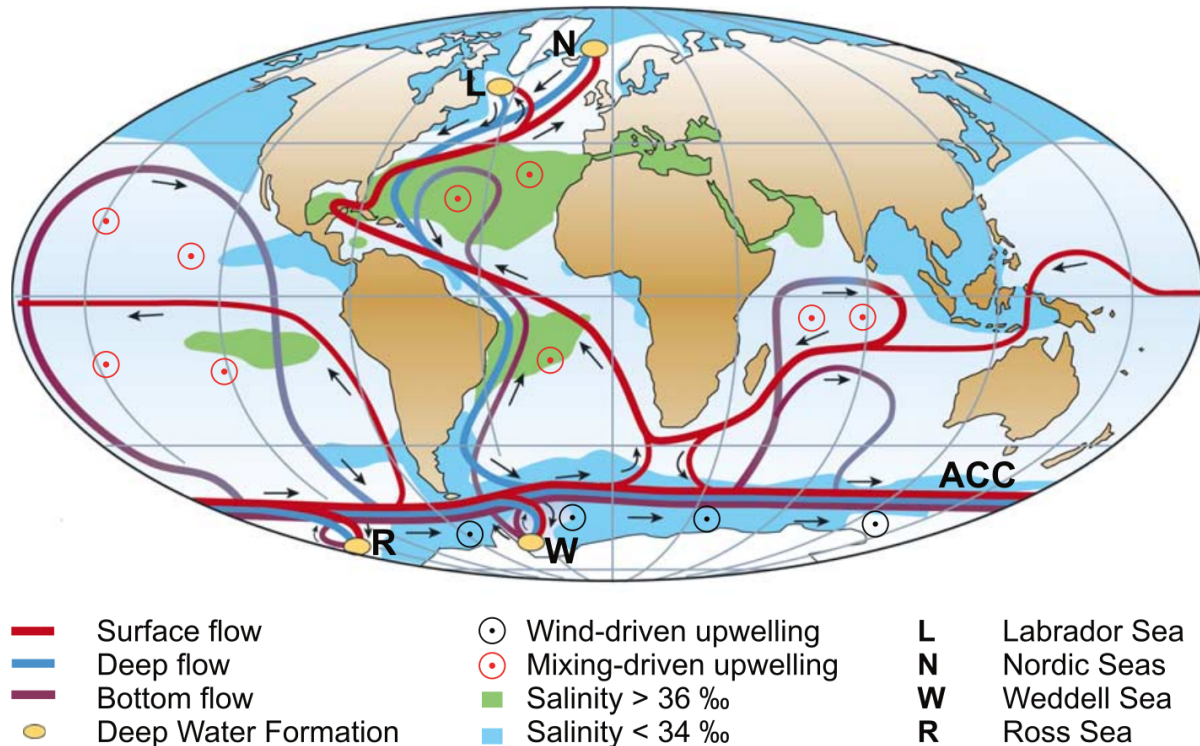 N
L
ACC
R
W
Surface flow
Deep flow
Bottom flow
Deep Water Formation
Wind-driven upwelling
Mixing-driven upwelling
Salinity > 36 ‰
Salinity < 34 ‰
L Labrador Sea
N Nordic Seas
W Weddell Sea
R Ross Sea